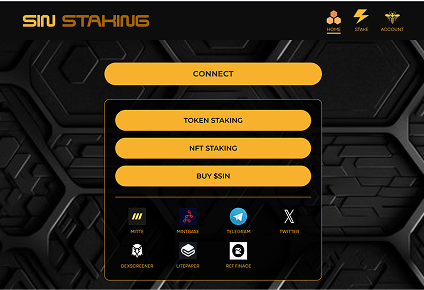 SIN STAKING
HOME STAKE ACCOUNT
CONNECT
TOKEN STAKING
NFT STAKING
BUY $SIN
MITTE MINTBASE TELEGRAM TWITTER
DEXSCREENER LITEPAPER REF FINACE